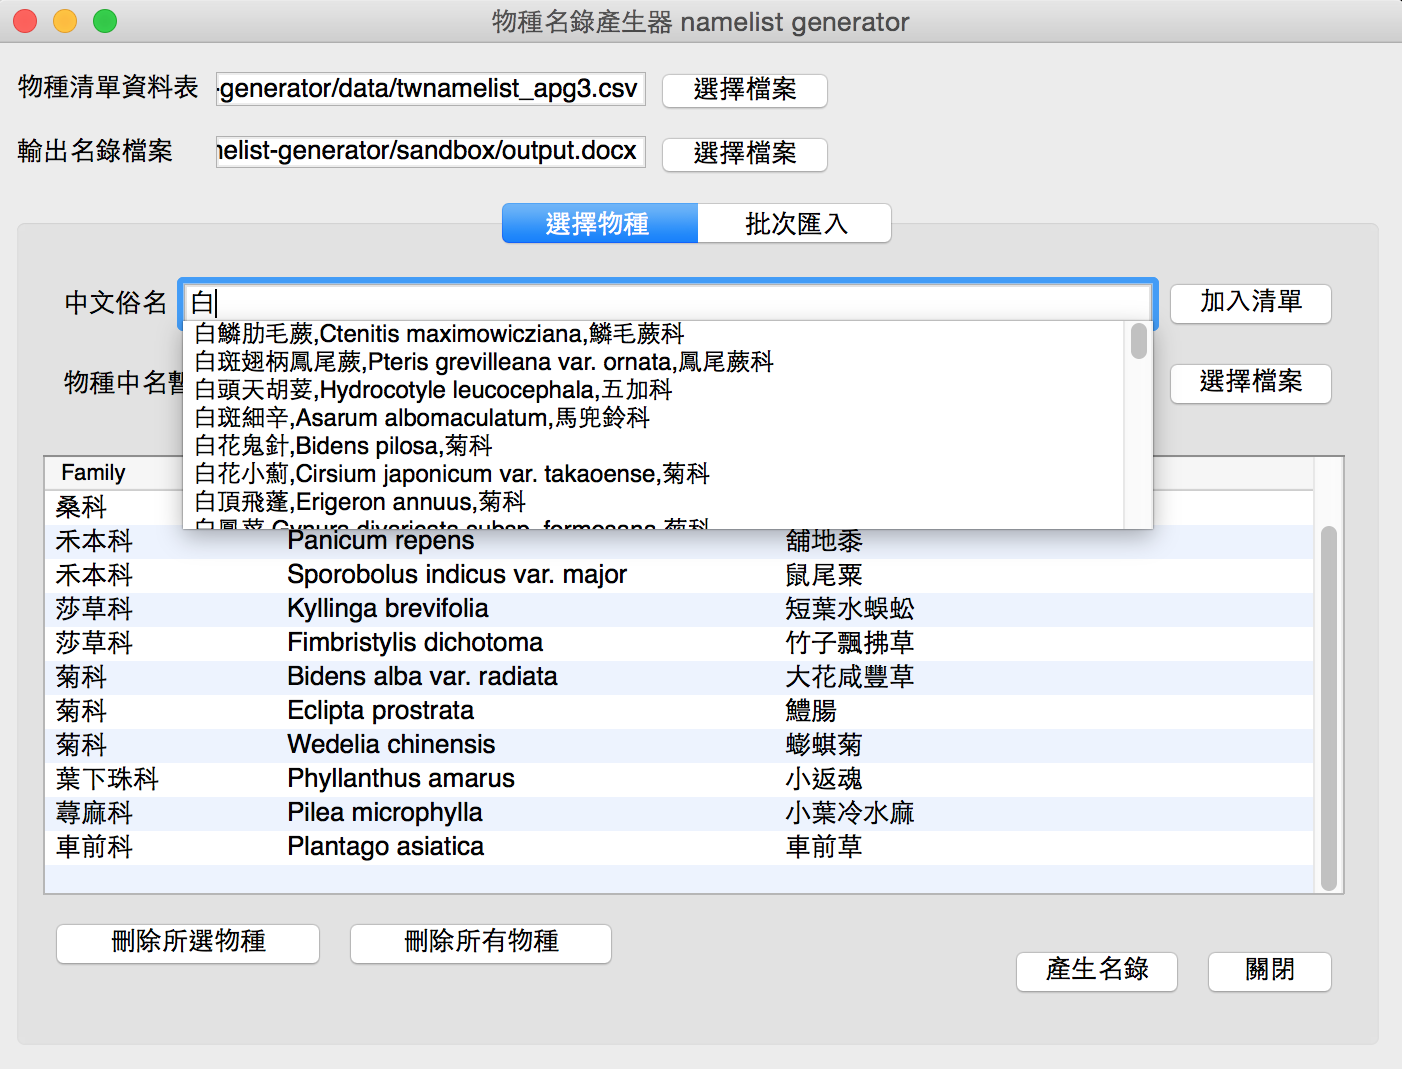 物種名錄產生器 namelist generator
物種清單資料表 -generator/data/twnamelist_apg3.csv 選擇檔案
輸出名錄檔案 nelist-generator/sandbox/output.docx 選擇檔案
選擇物種 批次匯入
中文俗名 白 加入清單
白鱗肋毛蕨,Ctenitis maximowicziana,鱗毛蕨科
白斑翅柄鳳尾蕨,Pteris grevilleana var. ornata,鳳尾蕨科
物種中名暫 選擇檔案
白頭天胡荽,Hydrocotyle leucocephala,五加科
白斑細辛,Asarum albomaculatum,馬兜鈴科
白花鬼針,Bidens pilosa,菊科
白花小薊,Cirsium japonicum var. takaoense,菊科
白頂飛蓬,Erigeron annuus,菊科
白鳳菜,Gynura divaricata subsp. formosana,菊科
Family
桑科
禾本科 Panicum repens 舖地黍
禾本科 Sporobolus indicus var. major 鼠尾粟
莎草科 Kyllinga brevifolia 短葉水蜈蚣
莎草科 Fimbristylis dichotoma 竹子飄拂草
菊科 Bidens alba var. radiata 大花咸豐草
菊科 Eclipta prostrata 鱧腸
菊科 Wedelia chinensis 蟛蜞菊
葉下珠科 Phyllanthus amarus 小返魂
蕁麻科 Pilea microphylla 小葉冷水麻
車前科 Plantago asiatica 車前草
刪除所選物種 刪除所有物種
產生名錄 關閉